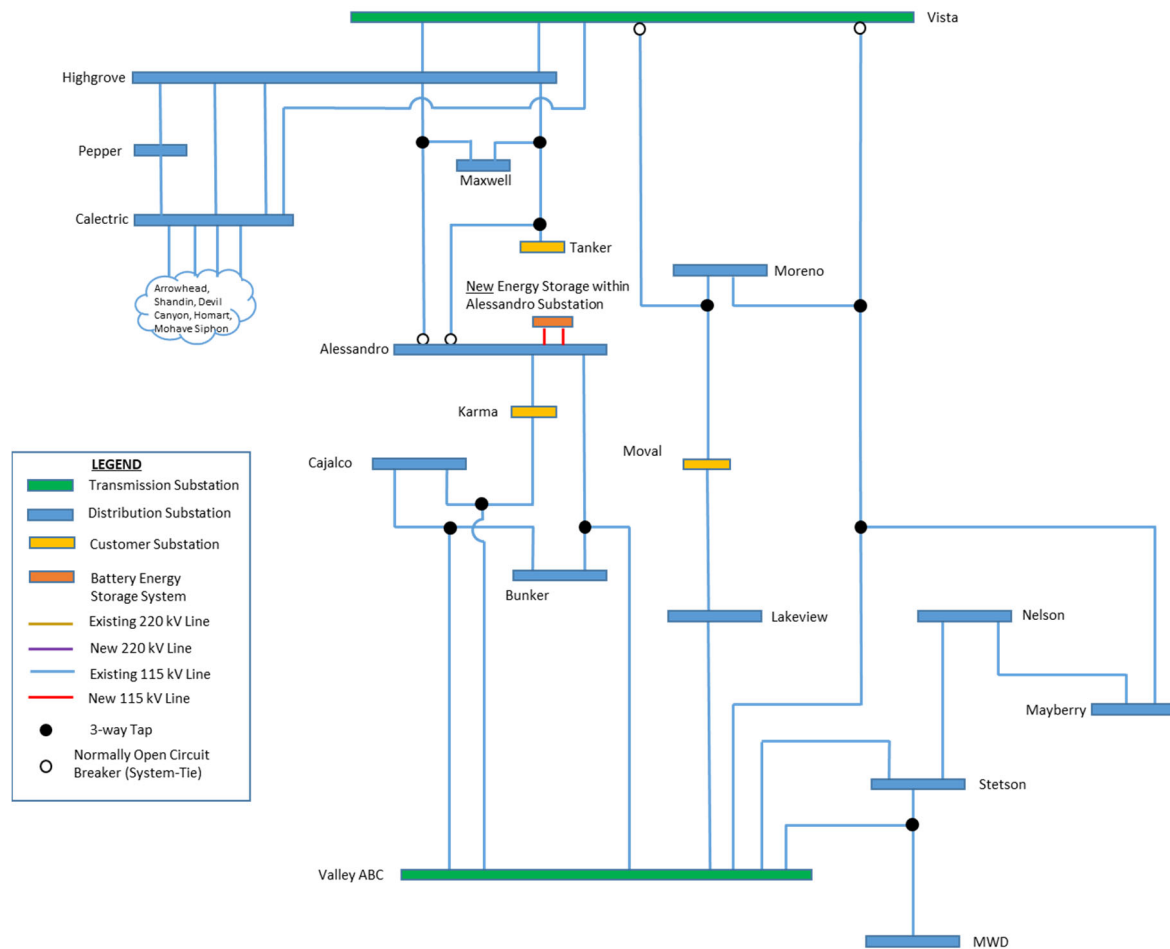 Vista
Highgrove
Pepper
Maxwell
Calectric
Tanker
Arrowhead,
Shandin, Devil
Canyon, Homart,
Mohave Siphon
New Energy Storage within
Alessandro Substation
Moreno
Alessandro
Karma
Cajalco
Moval
Bunker
Lakeview
Nelson
Mayberry
Stetson
Valley ABC
MWD
LEGEND
Transmission Substation
Distribution Substation
Customer Substation
Battery Energy
Storage System
Existing 220 kV Line
New 220 kV Line
Existing 115 kV Line
New 115 kV Line
3-way Tap
Normally Open Circuit
Breaker (System-Tie)